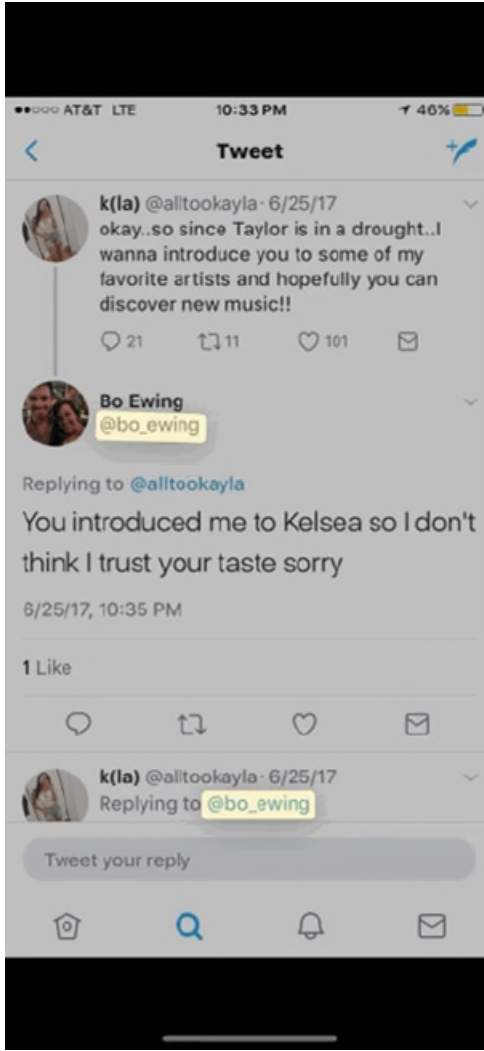 AT&T LTE 10:33 PM 46%
Tweet
k(la) @alltookayla · 6/25/17
okay..so since Taylor is in a drought..I
wanna introduce you to some of my
favorite artists and hopefully you can
discover new music!!
21 11 101
Bo Ewing
@bo_ewing
Replying to @alltookayla
You introduced me to Kelsea so I don't
think I trust your taste sorry
6/25/17, 10:35 PM
1 Like
k(la) @alltookayla · 6/25/17
Replying to @bo_ewing
Tweet your reply